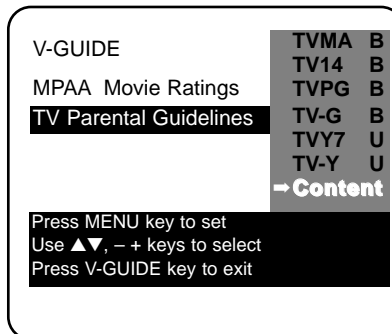 V-GUIDE
MPAA Movie Ratings
TV Parental Guidelines
TVMA B
TV14 B
TVPG B
TV-G B
TVY7 U
TV-Y U
➡Content
Press MENU key to set
Use ▲▼, – + keys to select
Press V-GUIDE key to exit